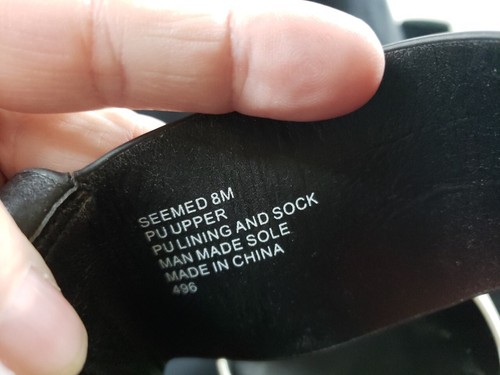 SEEMED 8M
PU UPPER
PU LINING AND SOCK
MAN MADE SOLE
MADE IN CHINA
496